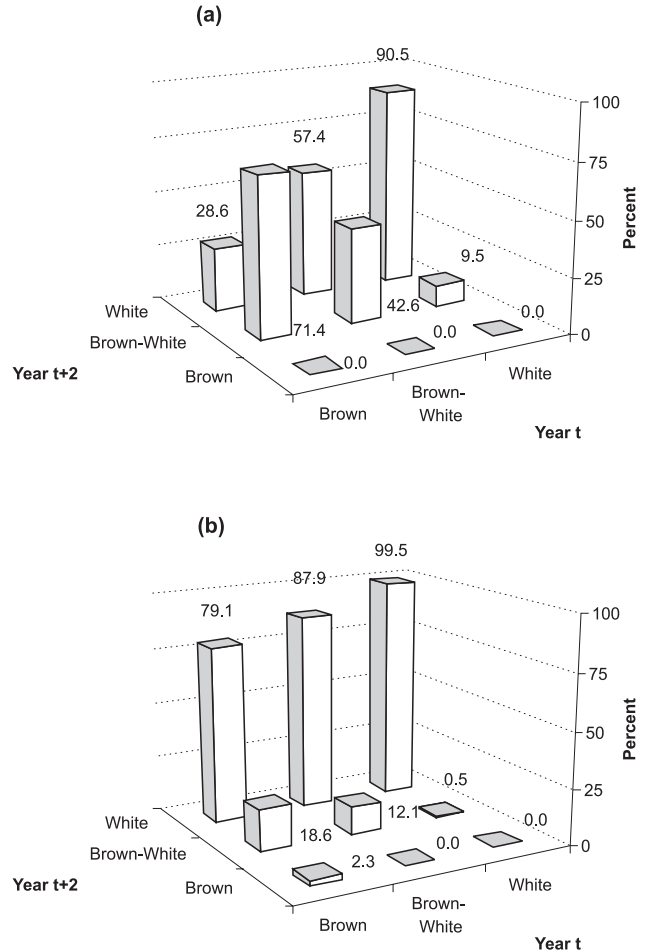 (a)
90.5
100
57.4
75
28.6
50
Percent
9.5
25
42.6
0.0
White
71.4
0.0
0
Brown-White
0.0
Year t+2
Brown
White
Brown-
White
Brown
Year t
(b)
99.5
87.9
79.1
100
75
50
Percent
25
0.5
White
12.1
0.0
18.6
0
Brown-White
0.0
2.3
Year t+2
Brown
White
Brown-
White
Brown
Year t